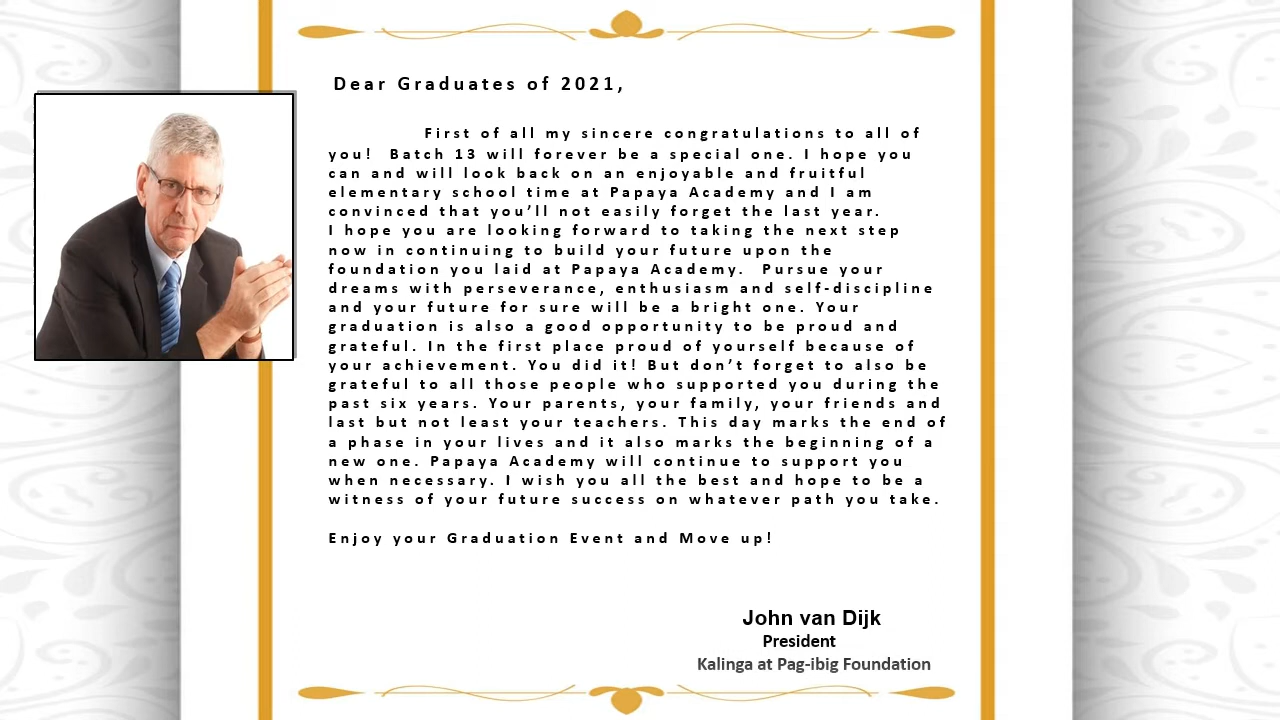 Dear Graduates of 2021,
First of all my sincere congratulations to all of
you!  Batch 13 will forever be a special one. I hope you
can and will look back on an enjoyable and fruitful
elementary school time at Papaya Academy and I am
convinced that you’ll not easily forget the last year.
I hope you are looking forward to taking the next step
now in continuing to build your future upon the
foundation you laid at Papaya Academy.  Pursue your
dreams with perseverance, enthusiasm and self-discipline
and your future for sure will be a bright one. Your
graduation is also a good opportunity to be proud and
grateful. In the first place proud of yourself because of
your achievement. You did it! But don’t forget to also be
grateful to all those people who supported you during the
past six years. Your parents, your family, your friends and
last but not least your teachers. This day marks the end of
a phase in your lives and it also marks the beginning of a
new one. Papaya Academy will continue to support you
when necessary. I wish you all the best and hope to be a
witness of your future success on whatever path you take.
Enjoy your Graduation Event and Move up!
John van Dijk
President
Kalinga at Pag-ibig Foundation